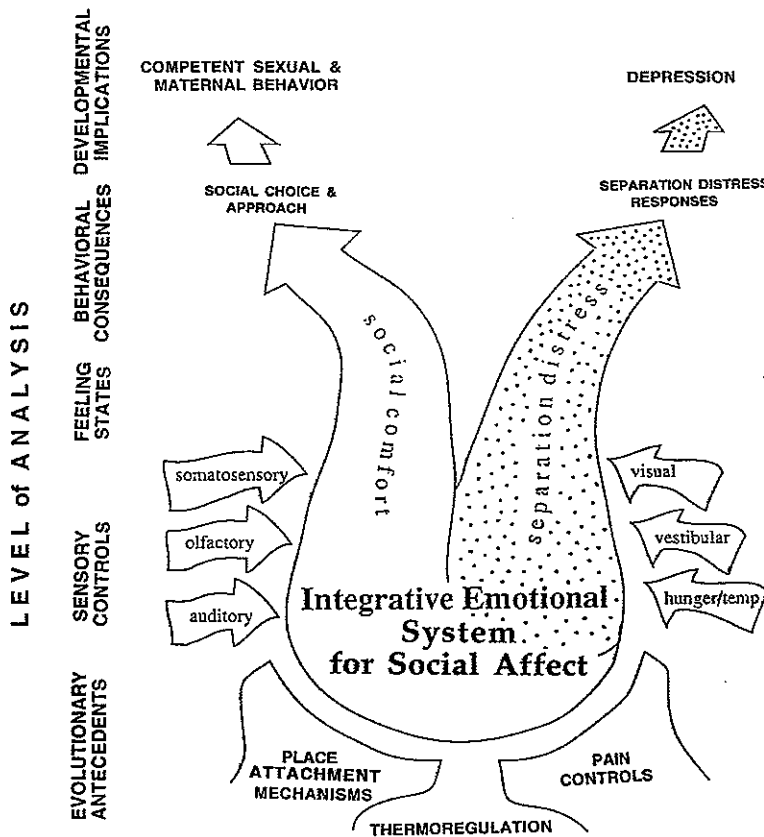 COMPETENT SEXUAL &
MATERNAL BEHAVIOR
DEPRESSION
SOCIAL CHOICE &
APPROACH
SEPARATION DISTRESS
RESPONSES
social comfort
separation distress
somatosensory
olfactory
auditory
visual
vestibular
hunger/temp
Integrative Emotional
System
for Social Affect
PLACE
ATTACHMENT
MECHANISMS
PAIN
CONTROLS
THERMOREGULATION
LEVEL of ANALYSIS
DEVELOPMENTAL
IMPLICATIONS
BEHAVIORAL
CONSEQUENCES
FEELING
STATES
SENSORY
CONTROLS
EVOLUTIONARY
ANTECEDENTS